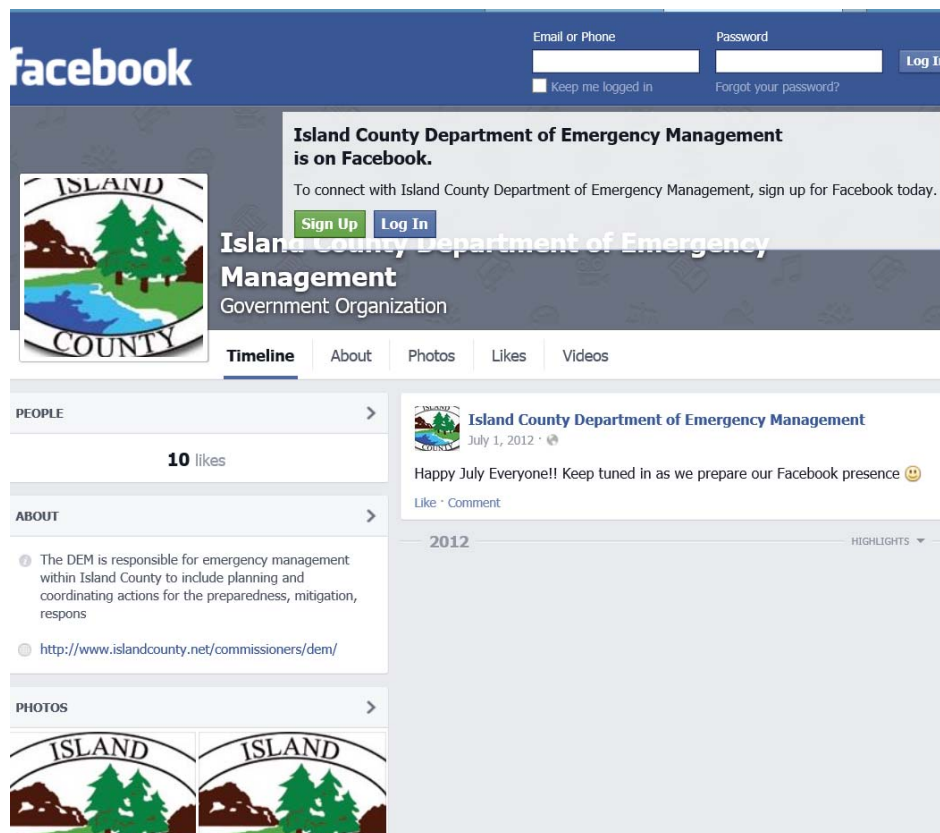 facebook
Email or Phone
Password
Keep me logged in
Forgot your password?
Log In
Island County Department of Emergency Management
is on Facebook.
To connect with Island County Department of Emergency Management, sign up for Facebook today.
Sign Up
Log In
ISLAND
COUNTY
Island County Department of Emergency
Management
Government Organization
Timeline
About
Photos
Likes
Videos
PEOPLE
10 likes
ABOUT
The DEM is responsible for emergency management
within Island County to include planning and
coordinating actions for the preparedness, mitigation,
respons
http://www.islandcounty.net/commissioners/dem/
PHOTOS
ISLAND
ISLAND
ISLAND
COUNTY
Island County Department of Emergency Management
July 1, 2012 ·
Happy July Everyone!! Keep tuned in as we prepare our Facebook presence
Like · Comment
2012
HIGHLIGHTS